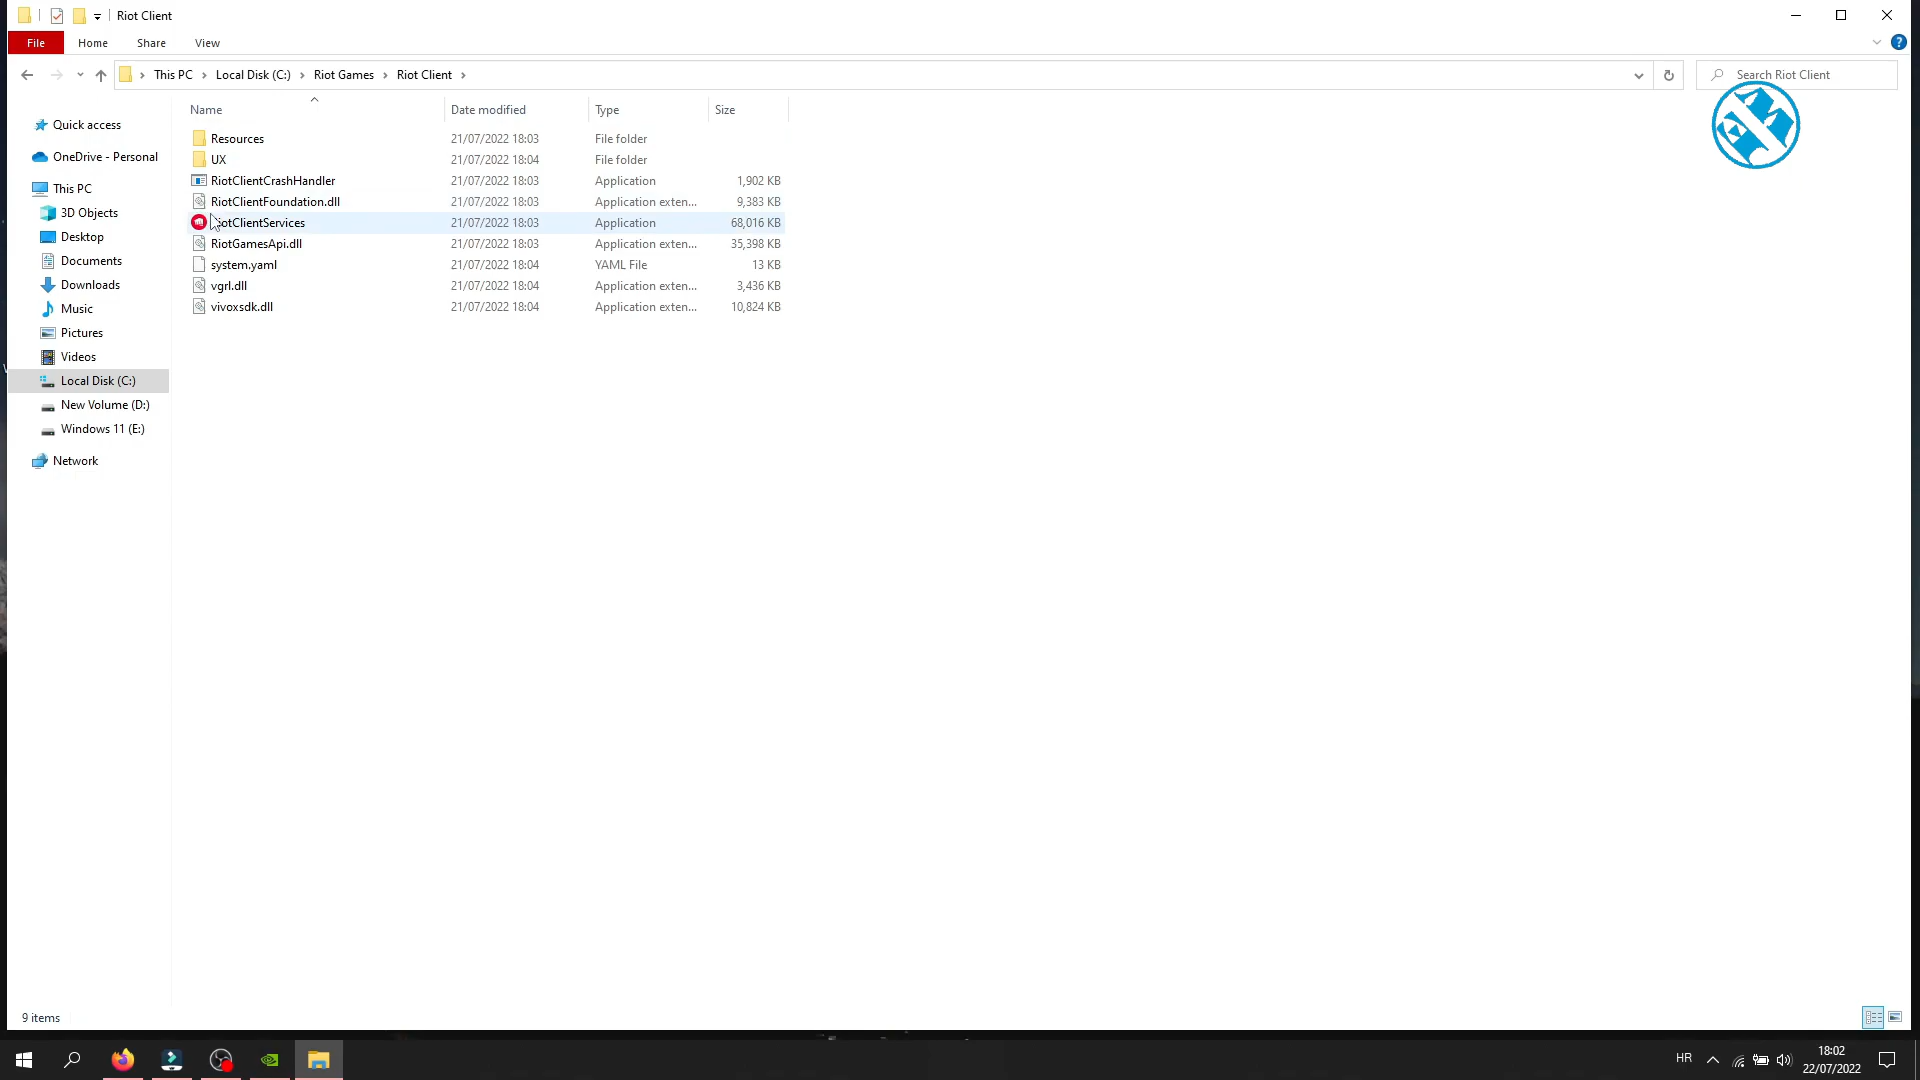 Riot Client
File Home Share View
This PC Local Disk (C:) Riot Games Riot Client
Search Riot Client
Name Date modified Type Size
Quick access
OneDrive - Personal
This PC
3D Objects
Desktop
Documents
Downloads
Music
Pictures
Videos
Local Disk (C:)
New Volume (D:)
Windows 11 (E:)
Network
Resources 21/07/2022 18:03 File folder
UX 21/07/2022 18:04 File folder
RiotClientCrashHandler 21/07/2022 18:03 Application 1,902 KB
RiotClientFoundation.dll 21/07/2022 18:03 Application exten... 9,383 KB
RiotClientServices 21/07/2022 18:03 Application 68,016 KB
RiotGamesApi.dll 21/07/2022 18:03 Application exten... 35,398 KB
system.yaml 21/07/2022 18:04 YAML File 13 KB
vgrl.dll 21/07/2022 18:04 Application exten... 3,436 KB
vivoxsdk.dll 21/07/2022 18:04 Application exten... 10,824 KB
9 items
HR
18:02
22/07/2022